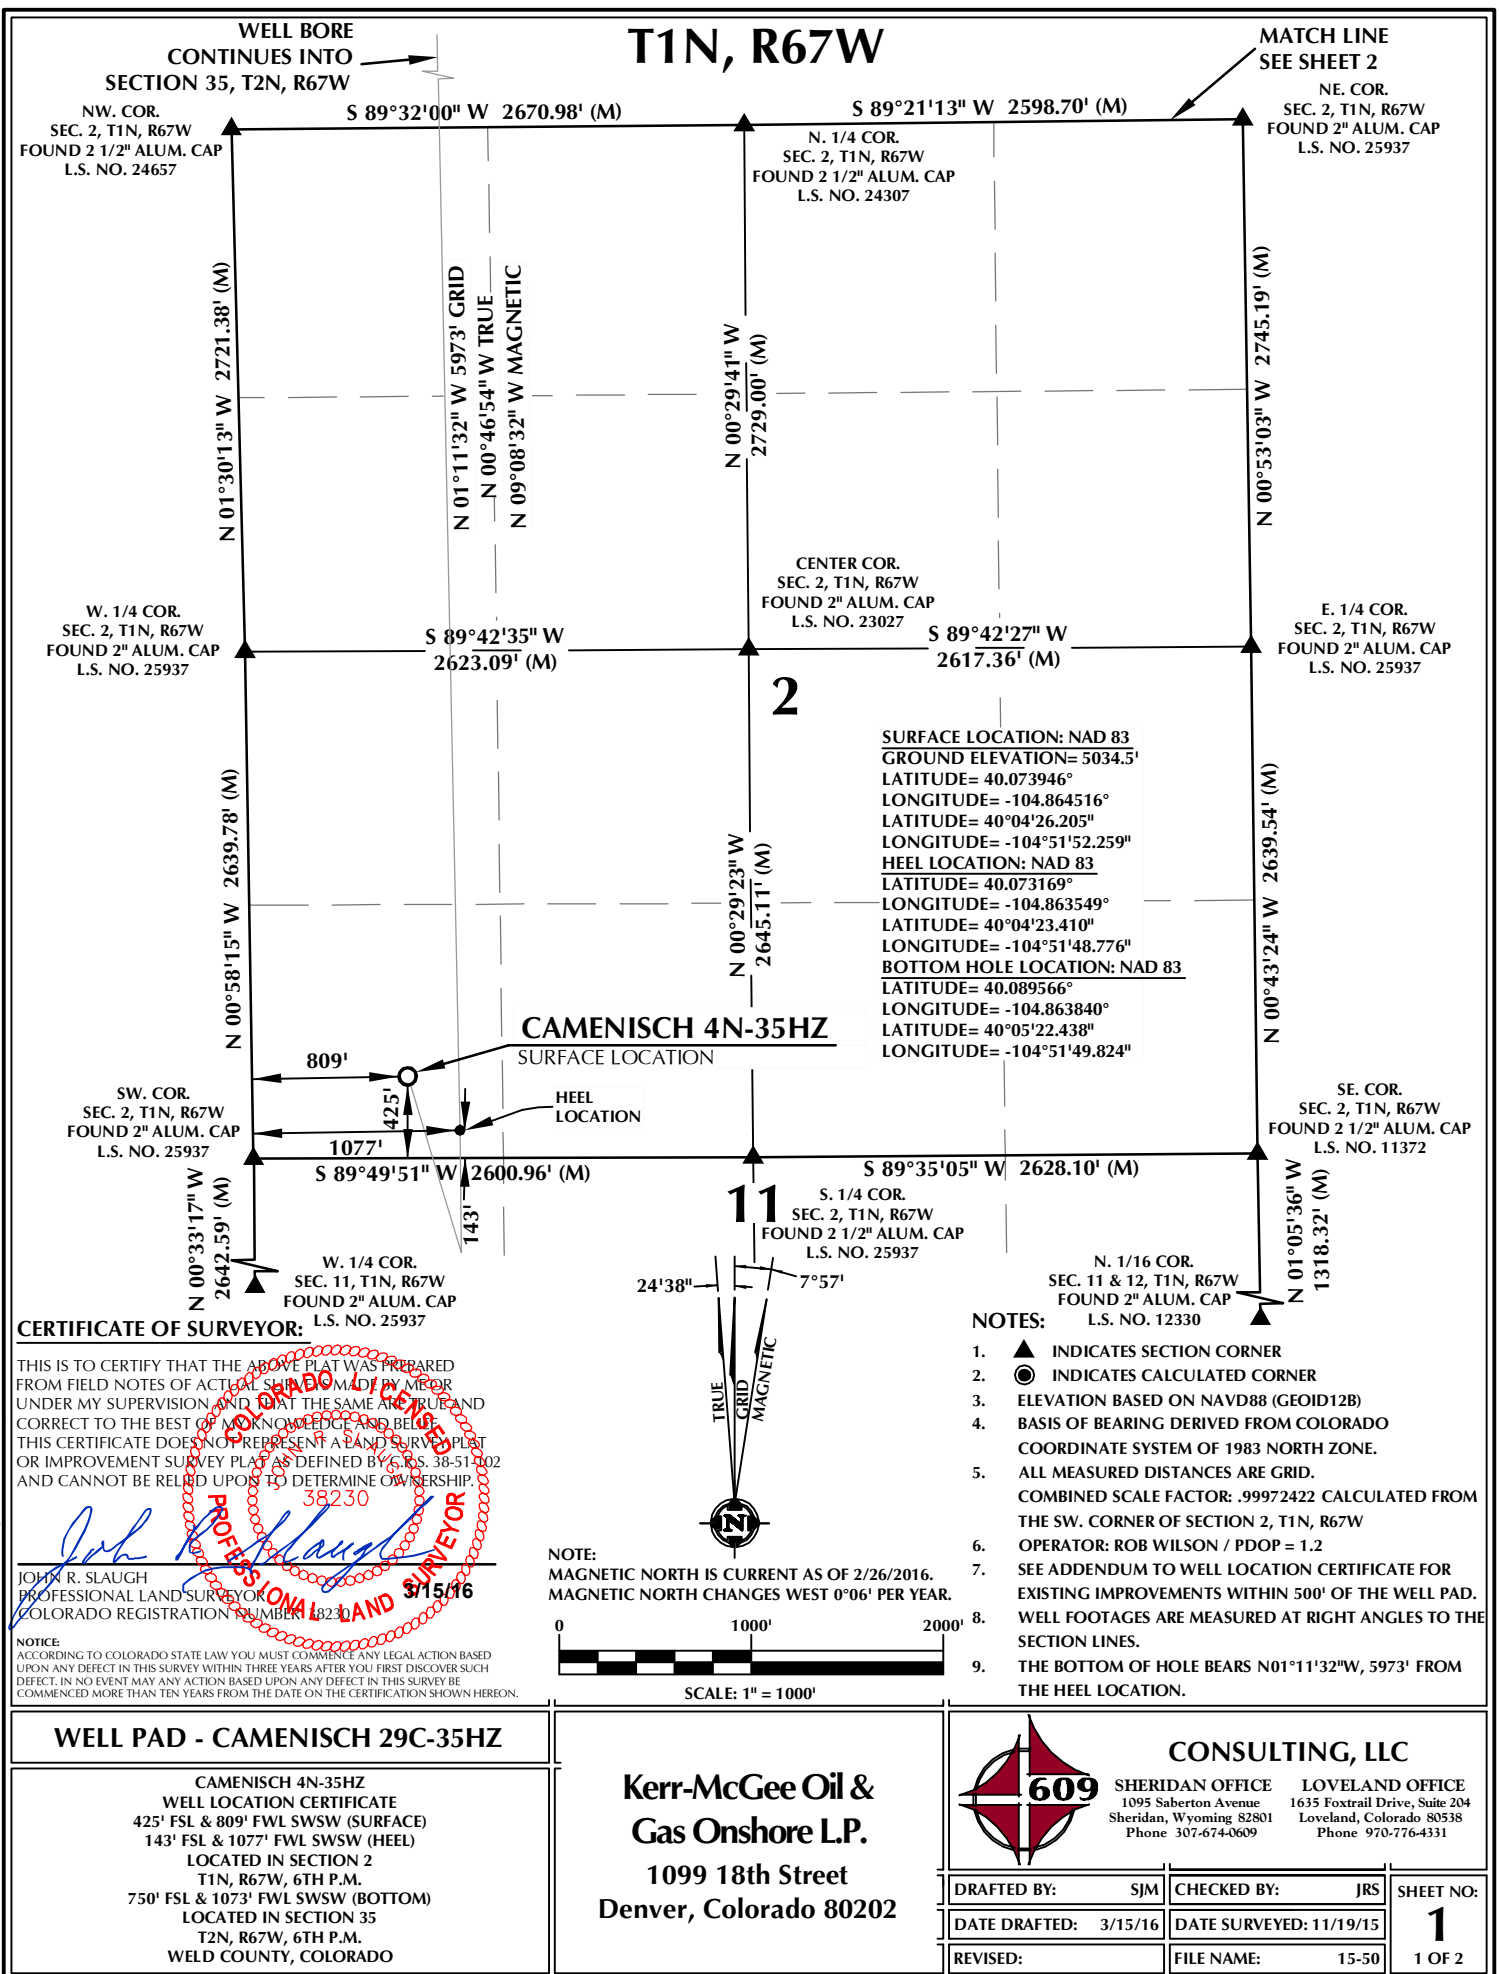 T1N, R67W
WELL BORE
CONTINUES INTO
SECTION 35, T2N, R67W
MATCH LINE
SEE SHEET 2
NW. COR.
SEC. 2, T1N, R67W
FOUND 2 1/2" ALUM. CAP
L.S. NO. 24657
S 89°32'00" W 2670.98' (M)
S 89°21'13" W 2598.70' (M)
N. 1/4 COR.
SEC. 2, T1N, R67W
FOUND 2 1/2" ALUM. CAP
L.S. NO. 24307
NE. COR.
SEC. 2, T1N, R67W
FOUND 2" ALUM. CAP
L.S. NO. 25937
N 01°30'13" W 2721.38' (M)
N 01°11'32" W 5973' GRID
N 00°46'54" W TRUE
N 09°08'32" W MAGNETIC
N 00°29'41" W
2729.00' (M)
N 00°53'03" W 2745.19' (M)
W. 1/4 COR.
SEC. 2, T1N, R67W
FOUND 2" ALUM. CAP
L.S. NO. 25937
S 89°42'35" W
2623.09' (M)
CENTER COR.
SEC. 2, T1N, R67W
FOUND 2" ALUM. CAP
L.S. NO. 23027
S 89°42'27" W
2617.36' (M)
E. 1/4 COR.
SEC. 2, T1N, R67W
FOUND 2" ALUM. CAP
L.S. NO. 25937
2
N 00°58'15" W 2639.78' (M)
N 00°29'23" W
2645.11' (M)
SURFACE LOCATION: NAD 83
GROUND ELEVATION= 5034.5'
LATITUDE= 40.073946°
LONGITUDE= -104.864516°
LATITUDE= 40°04'26.205"
LONGITUDE= -104°51'52.259"
HEEL LOCATION: NAD 83
LATITUDE= 40.073169°
LONGITUDE= -104.863549°
LATITUDE= 40°04'23.410"
LONGITUDE= -104°51'48.776"
BOTTOM HOLE LOCATION: NAD 83
LATITUDE= 40.089566°
LONGITUDE= -104.863840°
LATITUDE= 40°05'22.438"
LONGITUDE= -104°51'49.824"
N 00°43'24" W 2639.54' (M)
CAMENISCH 4N-35HZ
SURFACE LOCATION
809'
425'
HEEL
LOCATION
1077'
143'
SW. COR.
SEC. 2, T1N, R67W
FOUND 2" ALUM. CAP
L.S. NO. 25937
S 89°49'51" W 2600.96' (M)
S 89°35'05" W 2628.10' (M)
SE. COR.
SEC. 2, T1N, R67W
FOUND 2 1/2" ALUM. CAP
L.S. NO. 11372
11
S. 1/4 COR.
SEC. 2, T1N, R67W
FOUND 2 1/2" ALUM. CAP
L.S. NO. 25937
N 00°33'17" W
2642.59' (M)
W. 1/4 COR.
SEC. 11, T1N, R67W
FOUND 2" ALUM. CAP
L.S. NO. 25937
N. 1/16 COR.
SEC. 11 & 12, T1N, R67W
FOUND 2" ALUM. CAP
L.S. NO. 12330
N 01°05'36" W
1318.32' (M)
24'38"
7°57'
TRUE
GRID
MAGNETIC
N
CERTIFICATE OF SURVEYOR:
THIS IS TO CERTIFY THAT THE ABOVE PLAT WAS PREPARED
FROM FIELD NOTES OF ACTUAL SURVEYS MADE BY ME OR
UNDER MY SUPERVISION AND THAT THE SAME ARE TRUE AND
CORRECT TO THE BEST OF MY KNOWLEDGE AND BELIEF.
THIS CERTIFICATE DOES NOT REPRESENT A LAND SURVEY PLAT
OR IMPROVEMENT SURVEY PLAT AS DEFINED BY C.R.S. 38-51-102
AND CANNOT BE RELIED UPON TO DETERMINE OWNERSHIP.
COLORADO LICENSED
JOHN R. SLAUGH
38230
PROFESSIONAL LAND SURVEYOR
John R Slaugh
3/15/16
JOHN R. SLAUGH
PROFESSIONAL LAND SURVEYOR
COLORADO REGISTRATION NUMBER 38230
NOTICE:
ACCORDING TO COLORADO STATE LAW YOU MUST COMMENCE ANY LEGAL ACTION BASED
UPON ANY DEFECT IN THIS SURVEY WITHIN THREE YEARS AFTER YOU FIRST DISCOVER SUCH
DEFECT. IN NO EVENT MAY ANY ACTION BASED UPON ANY DEFECT IN THIS SURVEY BE
COMMENCED MORE THAN TEN YEARS FROM THE DATE ON THE CERTIFICATION SHOWN HEREON.
NOTE:
MAGNETIC NORTH IS CURRENT AS OF 2/26/2016.
MAGNETIC NORTH CHANGES WEST 0°06' PER YEAR.
0 1000' 2000'
SCALE: 1" = 1000'
NOTES:
1. INDICATES SECTION CORNER
2. INDICATES CALCULATED CORNER
3. ELEVATION BASED ON NAVD88 (GEOID12B)
4. BASIS OF BEARING DERIVED FROM COLORADO
COORDINATE SYSTEM OF 1983 NORTH ZONE.
5. ALL MEASURED DISTANCES ARE GRID.
COMBINED SCALE FACTOR: .99972422 CALCULATED FROM
THE SW. CORNER OF SECTION 2, T1N, R67W
6. OPERATOR: ROB WILSON / PDOP = 1.2
7. SEE ADDENDUM TO WELL LOCATION CERTIFICATE FOR
EXISTING IMPROVEMENTS WITHIN 500' OF THE WELL PAD.
8. WELL FOOTAGES ARE MEASURED AT RIGHT ANGLES TO THE
SECTION LINES.
9. THE BOTTOM OF HOLE BEARS N01°11'32"W, 5973' FROM
THE HEEL LOCATION.
WELL PAD - CAMENISCH 29C-35HZ
CAMENISCH 4N-35HZ
WELL LOCATION CERTIFICATE
425' FSL & 809' FWL SWSW (SURFACE)
143' FSL & 1077' FWL SWSW (HEEL)
LOCATED IN SECTION 2
T1N, R67W, 6TH P.M.
750' FSL & 1073' FWL SWSW (BOTTOM)
LOCATED IN SECTION 35
T2N, R67W, 6TH P.M.
WELD COUNTY, COLORADO
Kerr-McGee Oil &
Gas Onshore L.P.
1099 18th Street
Denver, Colorado 80202
609
CONSULTING, LLC
SHERIDAN OFFICE
1095 Saberton Avenue
Sheridan, Wyoming 82801
Phone 307-674-0609
LOVELAND OFFICE
1635 Foxtrail Drive, Suite 204
Loveland, Colorado 80538
Phone 970-776-4331
DRAFTED BY: SJM
CHECKED BY: JRS
DATE DRAFTED: 3/15/16
DATE SURVEYED: 11/19/15
REVISED:
FILE NAME: 15-50
SHEET NO:
1
1 OF 2